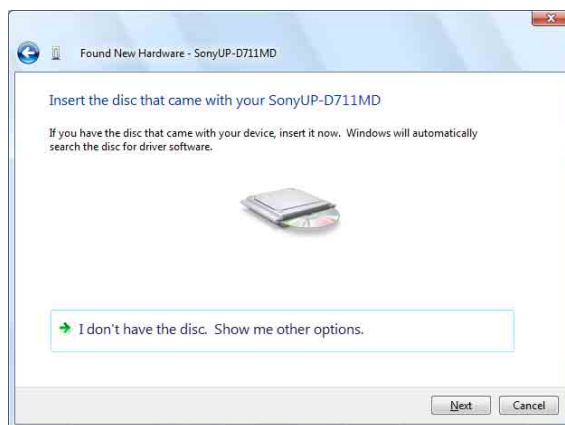 Found New Hardware - SonyUP-D711MD
Insert the disc that came with your SonyUP-D711MD
If you have the disc that came with your device, insert it now. Windows will automatically
search the disc for driver software.
I don't have the disc. Show me other options.
Next
Cancel